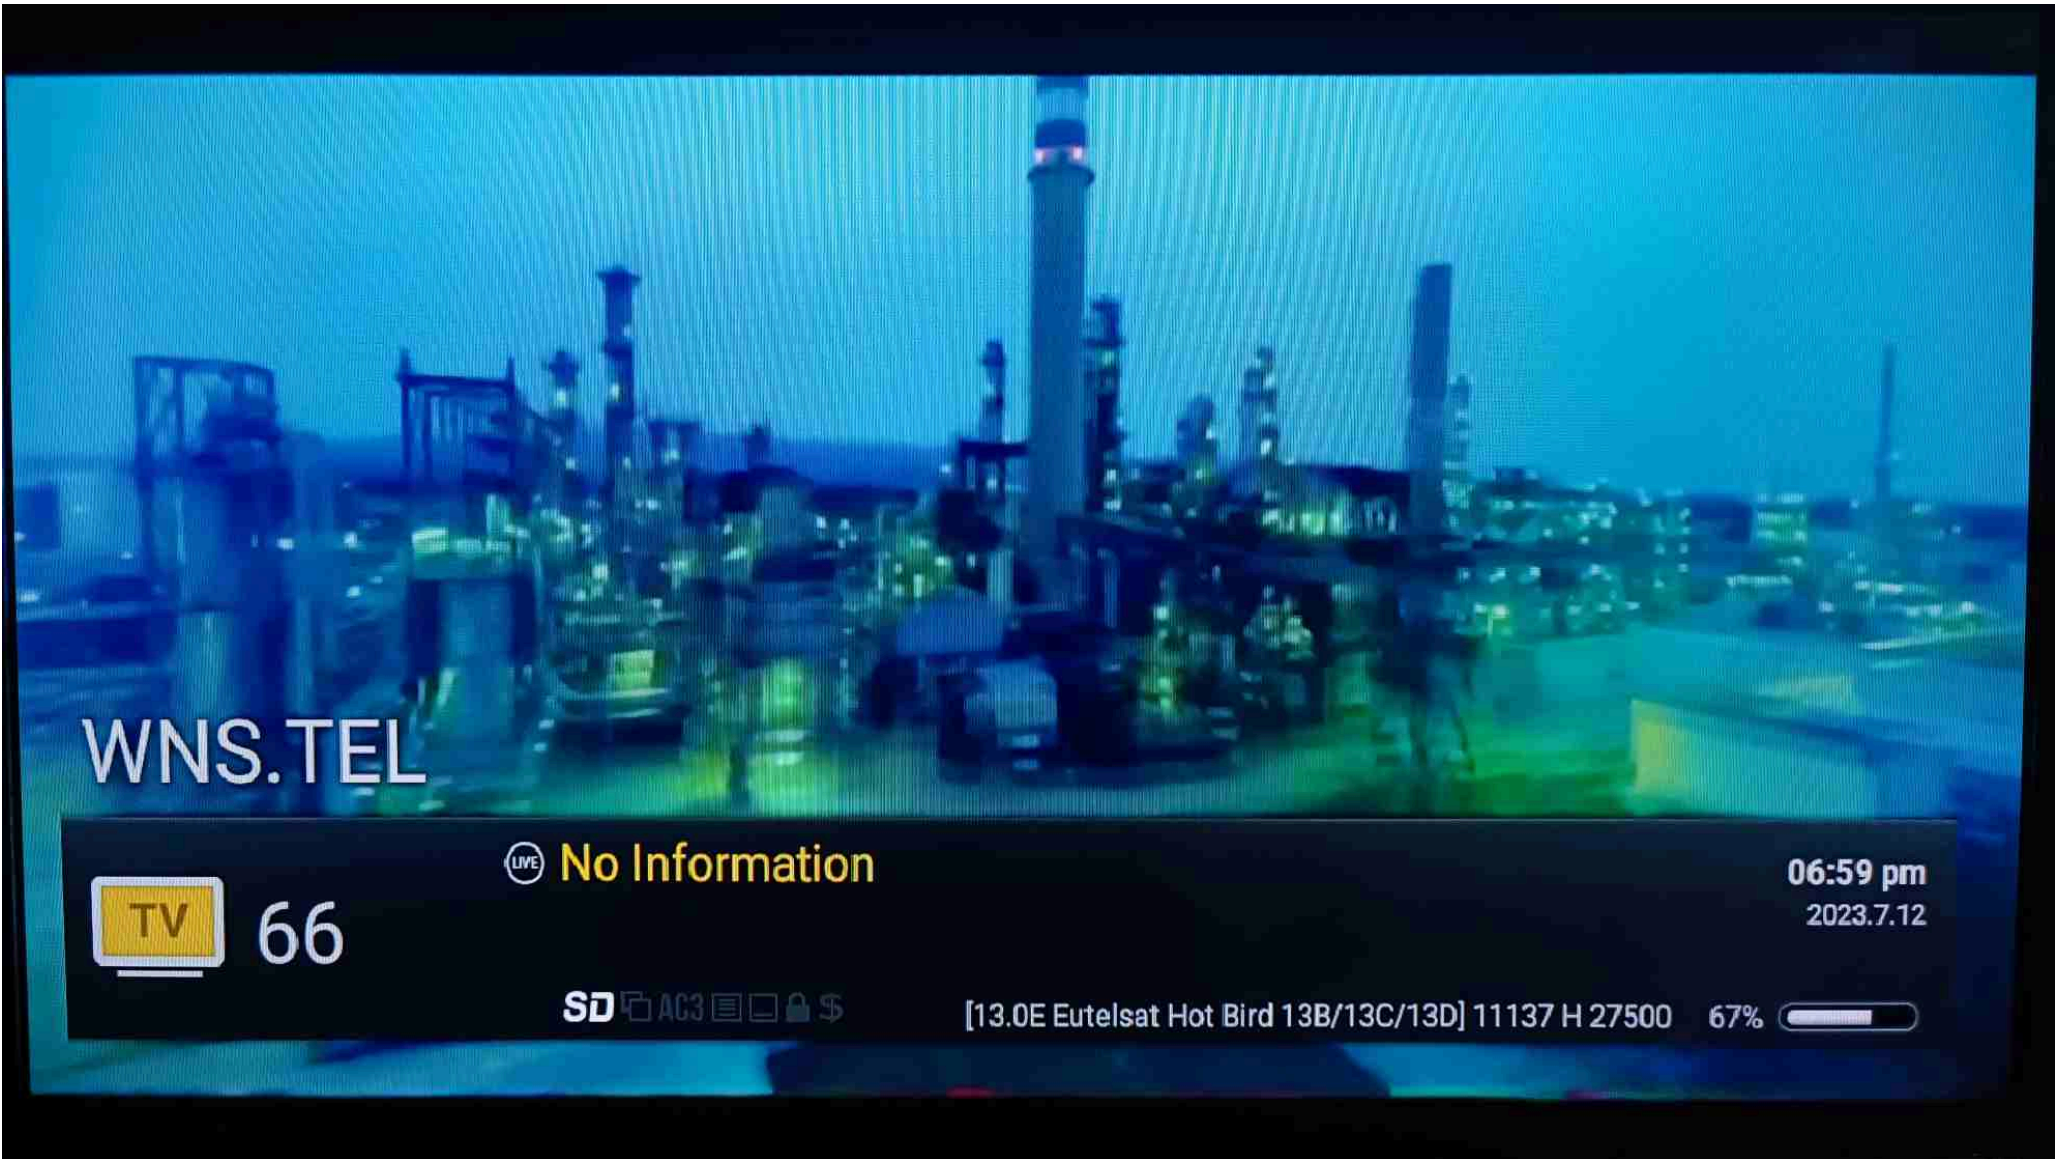 WNS.TEL
LIVE No Information
06:59 pm
TV 66
2023.7.12
SD AC3 $
[13.0E Eutelsat Hot Bird 13B/13C/13D] 11137 H 27500 67%